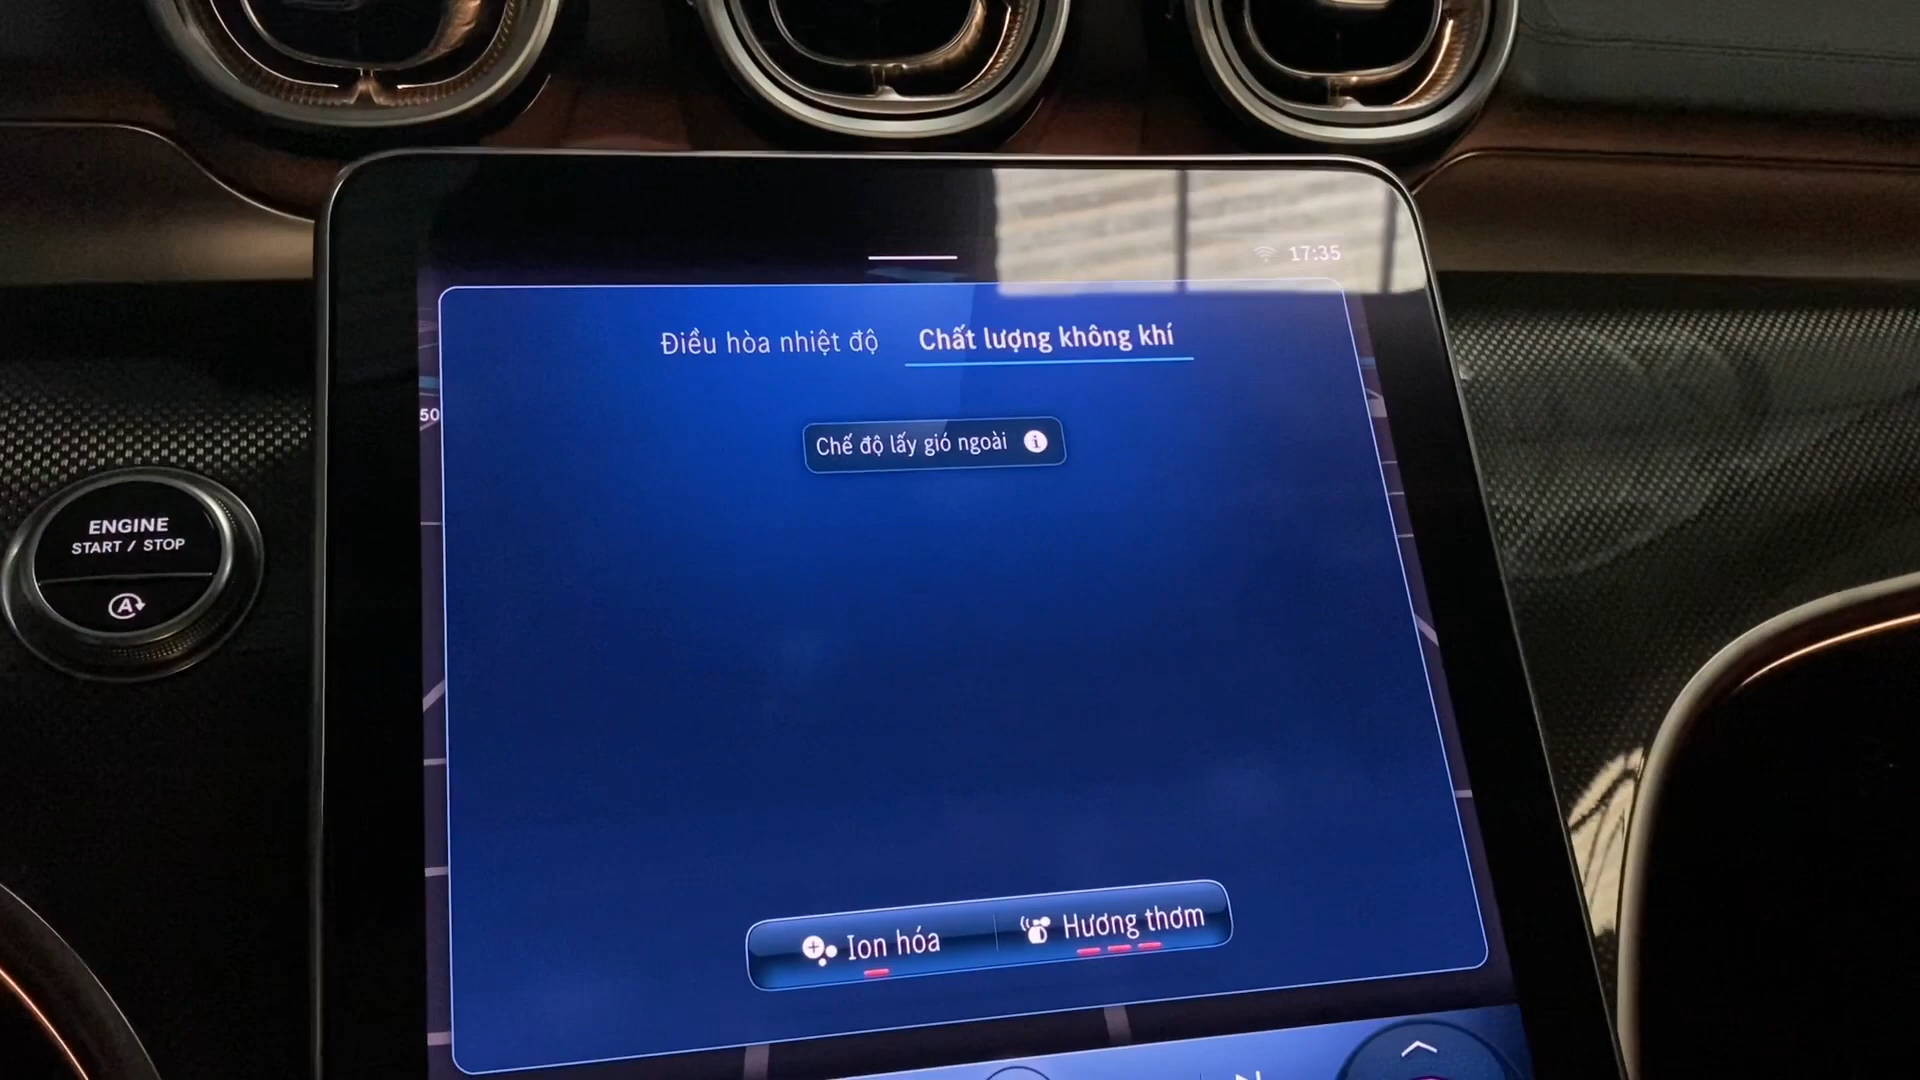 17:35
Điều hòa nhiệt độ Chất lượng không khí
50
Chế độ lấy gió ngoài
ENGINE
START / STOP
A
Ion hóa Hương thơm